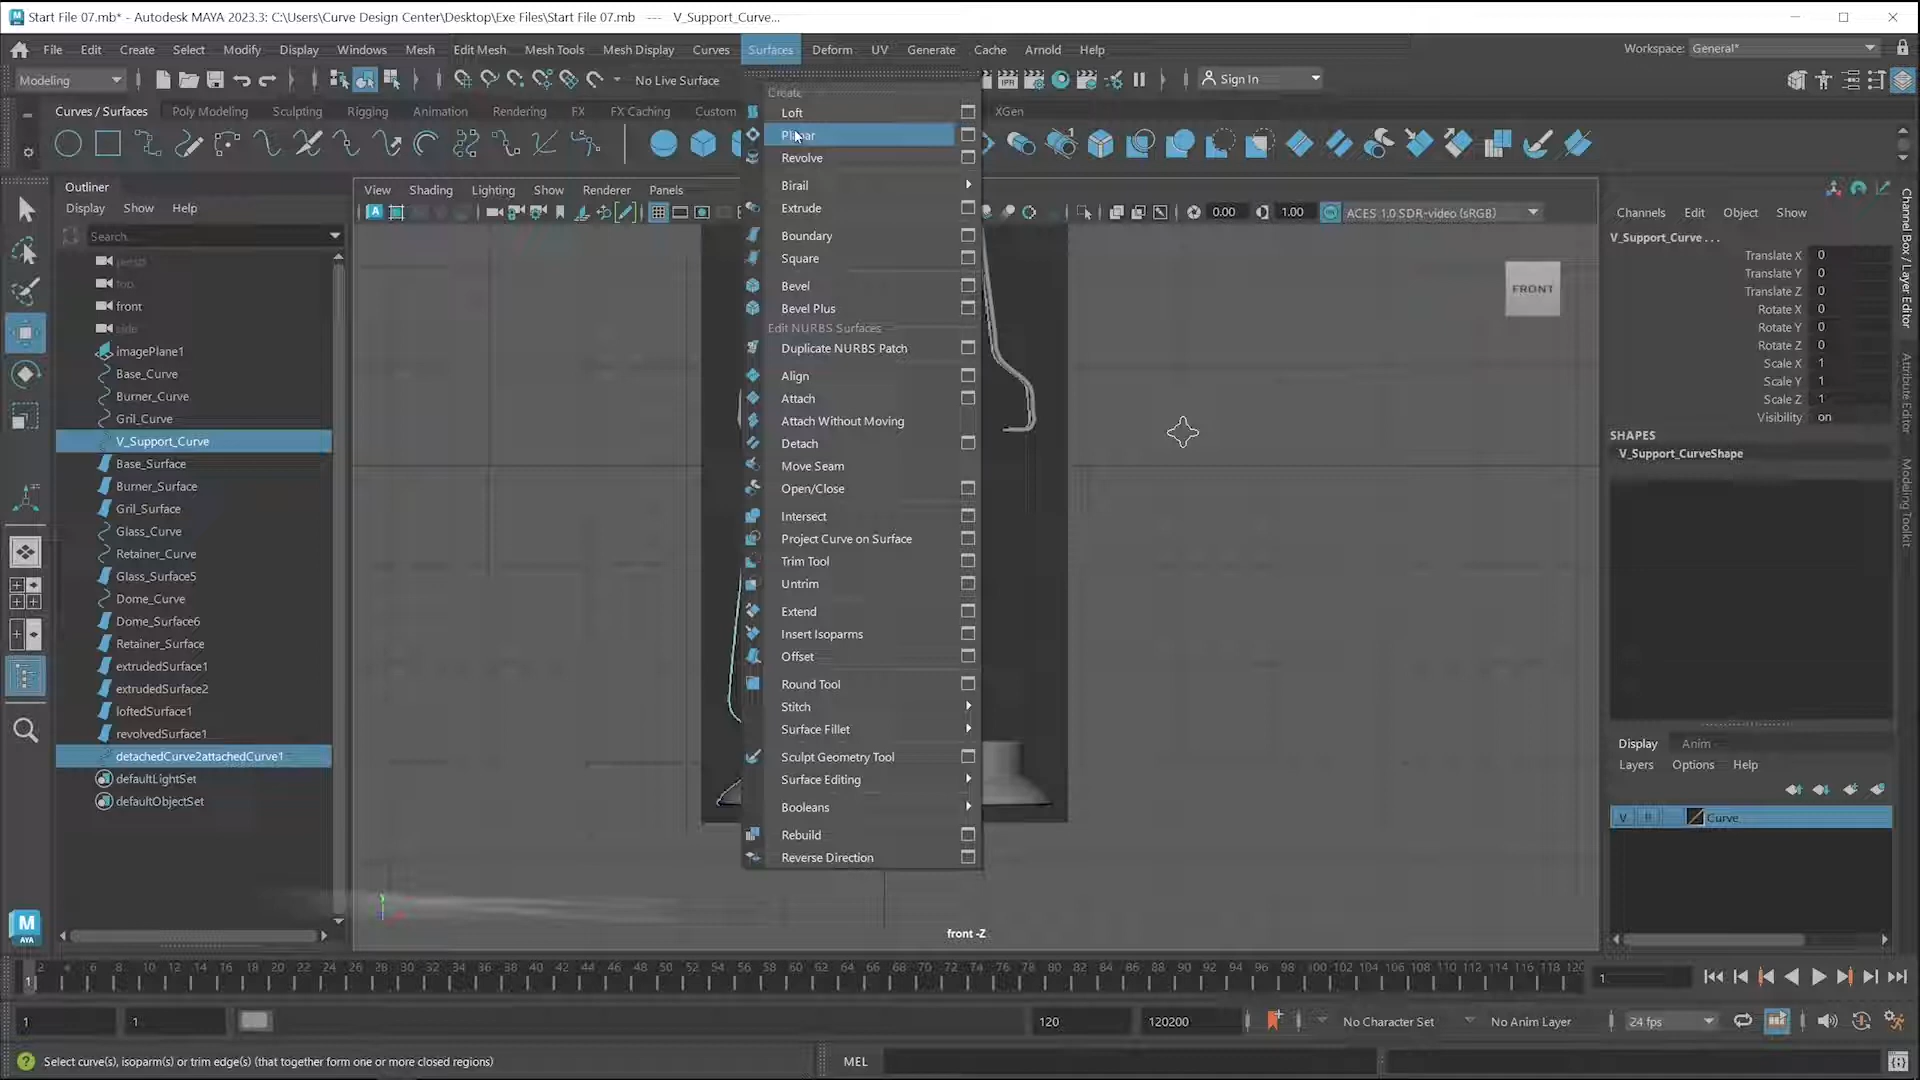 Start File 07.mb* - Autodesk MAYA 2023.3: C:\Users\Curve Design Center\Desktop\Exe Files\Start File 07.mb --- V_Support_Curve...
File Edit Create Select Modify Display Windows Mesh Edit Mesh Mesh Tools Mesh Display Curves Surfaces Deform UV Generate Cache Arnold Help
Workspace: General*
Modeling
No Live Surface
Sign In
Curves / Surfaces Poly Modeling Sculpting Rigging Animation Rendering FX FX Caching Custom XGen
Outliner
Display Show Help
Search...
persp
top
front
side
imagePlane1
Base_Curve
Burner_Curve
Gril_Curve
V_Support_Curve
Base_Surface
Burner_Surface
Gril_Surface
Glass_Curve
Retainer_Curve
Glass_Surface5
Dome_Curve
Dome_Surface6
Retainer_Surface
extrudedSurface1
extrudedSurface2
loftedSurface1
revolvedSurface1
detachedCurve2attachedCurve1
defaultLightSet
defaultObjectSet
View Shading Lighting Show Renderer Panels
0.00 1.00 ACES 1.0 SDR-video (sRGB)
Create
Loft
Planar
Revolve
Birail
Extrude
Boundary
Square
Bevel
Bevel Plus
Edit NURBS Surfaces
Duplicate NURBS Patch
Align
Attach
Attach Without Moving
Detach
Move Seam
Open/Close
Intersect
Project Curve on Surface
Trim Tool
Untrim
Extend
Insert Isoparms
Offset
Round Tool
Stitch
Surface Fillet
Sculpt Geometry Tool
Surface Editing
Booleans
Rebuild
Reverse Direction
FRONT
front -Z
Channels Edit Object Show
V_Support_Curve . . .
Translate X 0
Translate Y 0
Translate Z 0
Rotate X 0
Rotate Y 0
Rotate Z 0
Scale X 1
Scale Y 1
Scale Z 1
Visibility on
SHAPES
V_Support_CurveShape
Display Anim
Layers Options Help
V Curve
Channel Box / Layer Editor
Attribute Editor
Modeling Toolkit
M
AYA
2 4 6 8 10 12 14 16 18 20 22 24 26 28 30 32 34 36 38 40 42 44 46 48 50 52 54 56 58 60 62 64 66 68 70 72 74 76 78 80 82 84 86 88 90 92 94 96 98 100 102 104 106 108 110 112 114 116 118 120
1
1
1 1 120 120200 No Character Set No Anim Layer 24 fps
Select curve(s), isoparm(s) or trim edge(s) (that together form one or more closed regions)
MEL